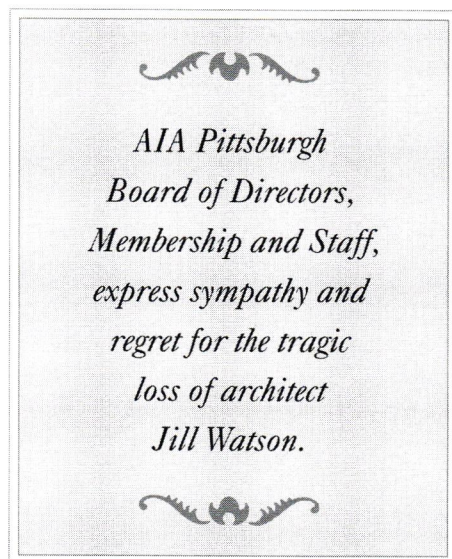 AIA Pittsburgh
Board of Directors,
Membership and Staff,
express sympathy and
regret for the tragic
loss of architect
Jill Watson.